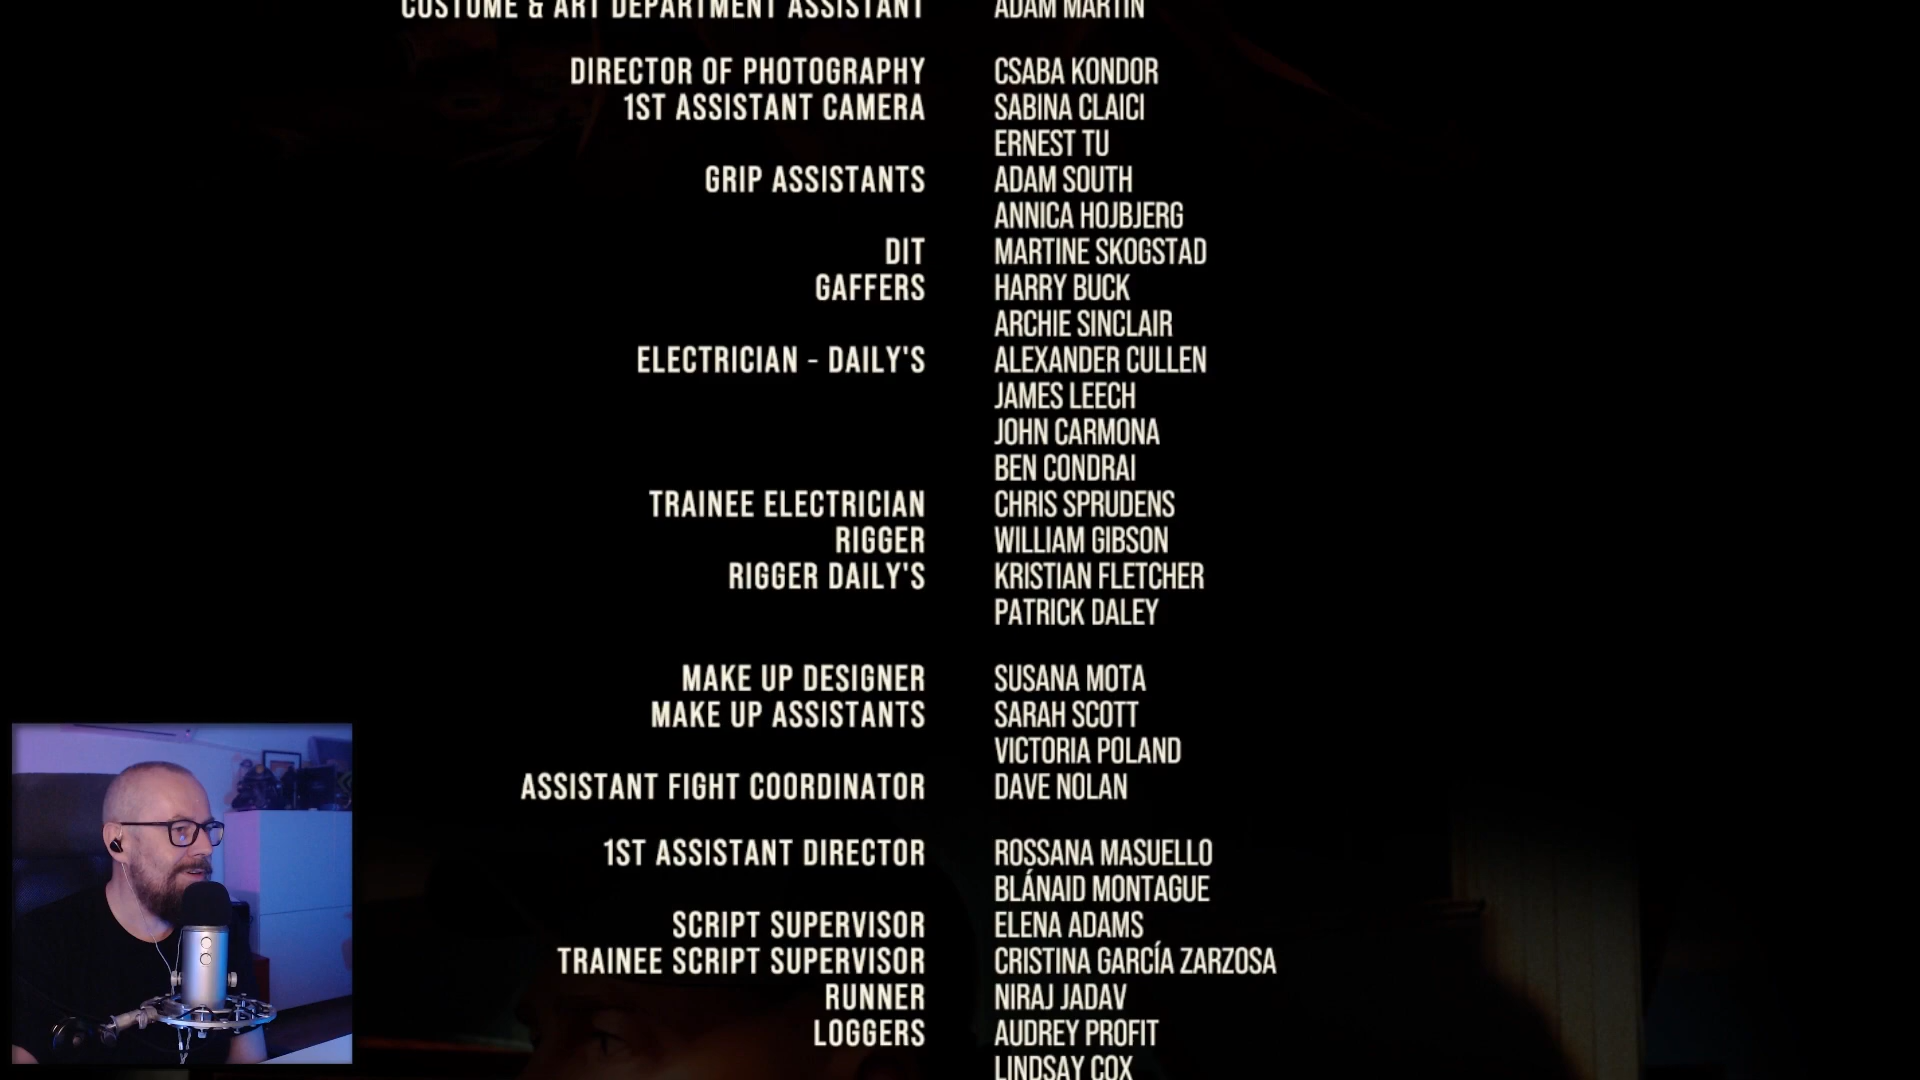 COSTUME & ART DEPARTMENT ASSISTANT ADAM MARTIN
DIRECTOR OF PHOTOGRAPHY CSABA KONDOR
1ST ASSISTANT CAMERA SABINA CLAICI
ERNEST TU
GRIP ASSISTANTS ADAM SOUTH
ANNICA HOJBJERG
DIT MARTINE SKOGSTAD
GAFFERS HARRY BUCK
ARCHIE SINCLAIR
ELECTRICIAN - DAILY'S ALEXANDER CULLEN
JAMES LEECH
JOHN CARMONA
BEN CONDRAI
TRAINEE ELECTRICIAN CHRIS SPRUDENS
RIGGER WILLIAM GIBSON
RIGGER DAILY'S KRISTIAN FLETCHER
PATRICK DALEY
MAKE UP DESIGNER SUSANA MOTA
MAKE UP ASSISTANTS SARAH SCOTT
VICTORIA POLAND
ASSISTANT FIGHT COORDINATOR DAVE NOLAN
1ST ASSISTANT DIRECTOR ROSSANA MASUELLO
BLÁNAID MONTAGUE
SCRIPT SUPERVISOR ELENA ADAMS
TRAINEE SCRIPT SUPERVISOR CRISTINA GARCÍA ZARZOSA
RUNNER NIRAJ JADAV
LOGGERS AUDREY PROFIT
LINDSAY COX